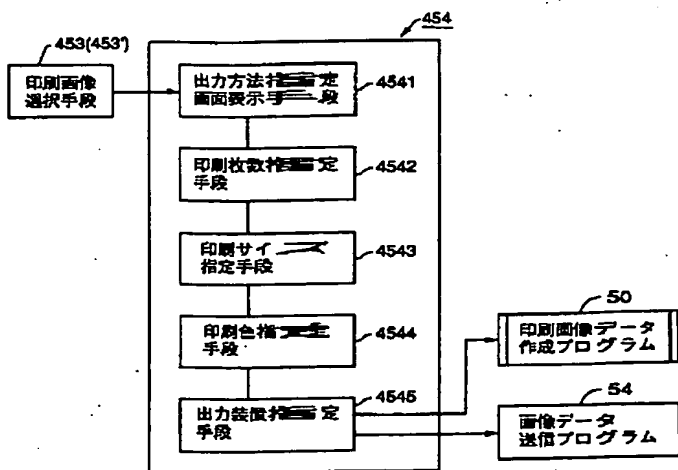 454
453(453')
印刷画像
選択手段
出力方法指定
画面表示手段
4541
印刷枚数指定
手段
4542
印刷サイズ
指定手段
4543
印刷色指定
手段
4544
出力装置指定
手段
4545
50
印刷画像データ
作成プログラム
54
画像データ
送信プログラム